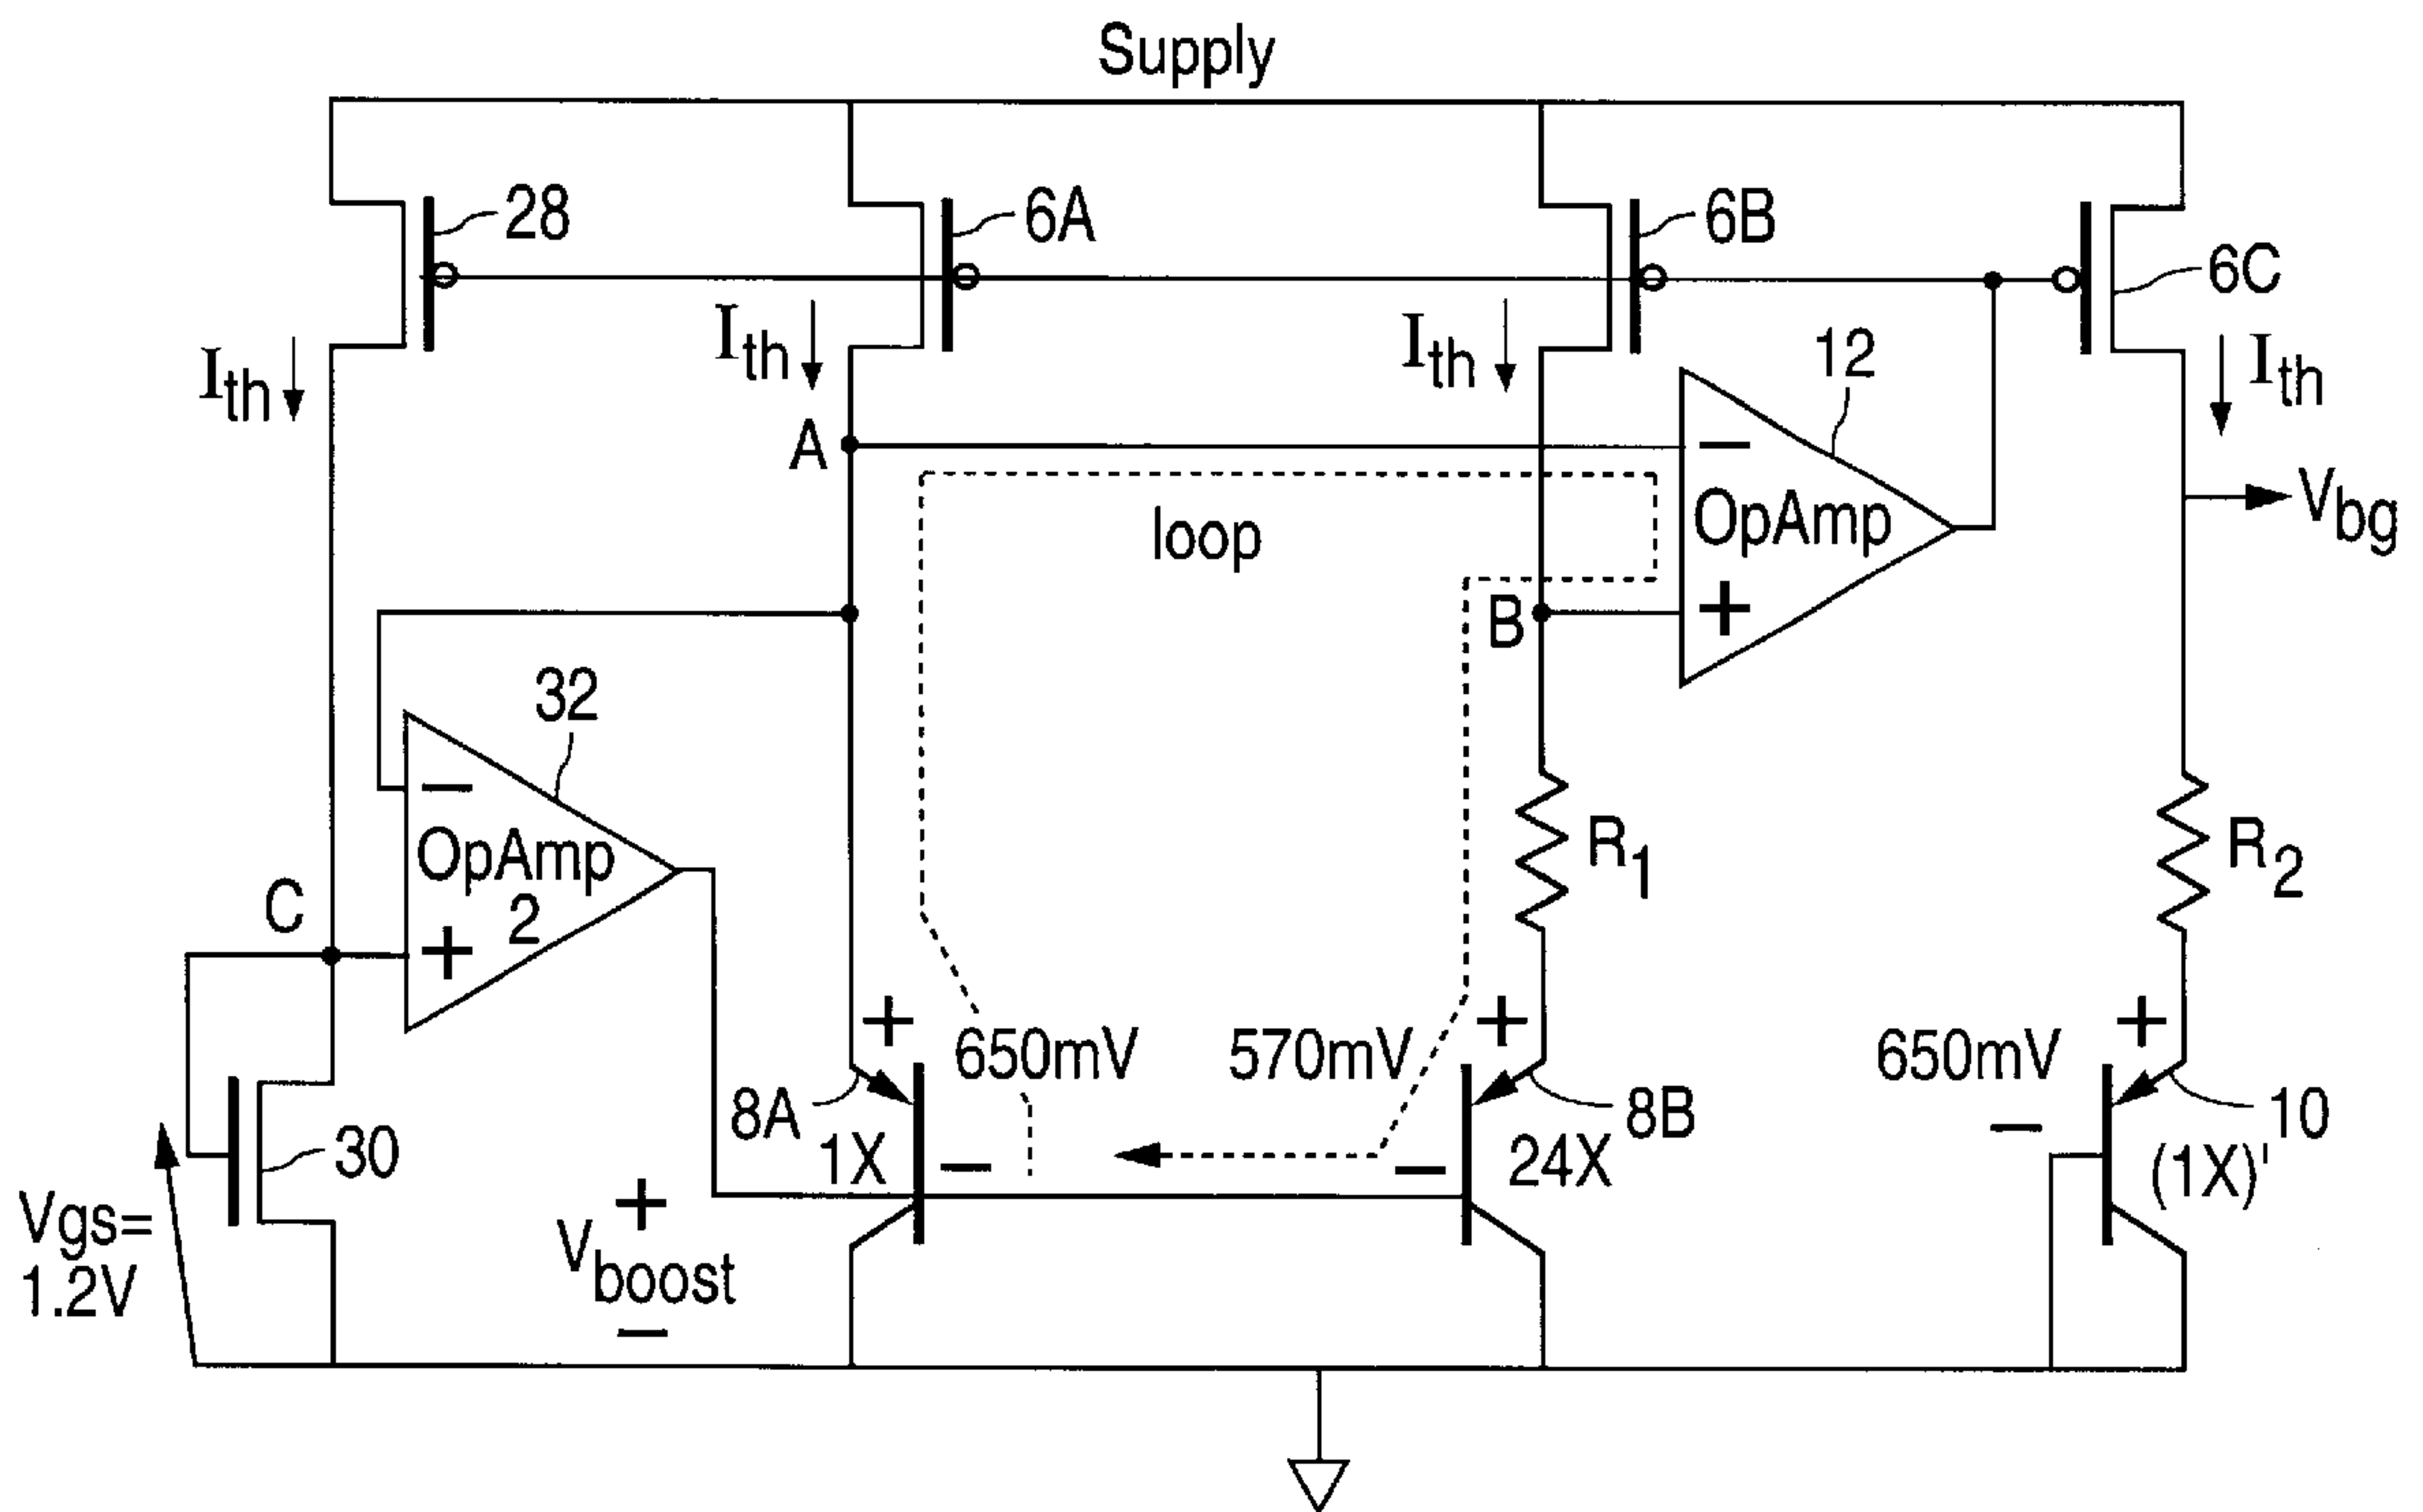 Supply
28
6A
6B
6C
Ith
Ith
Ith
Ith
12
A
−
OpAmp
+
loop
B
Vbg
32
−
OpAmp
2
+
C
R1
R2
+
650mV
−
8A
1X
570mV
+
−
8B
24X
650mV
+
−
10
(1X)'
30
Vgs=
1.2V
+
Vboost
−